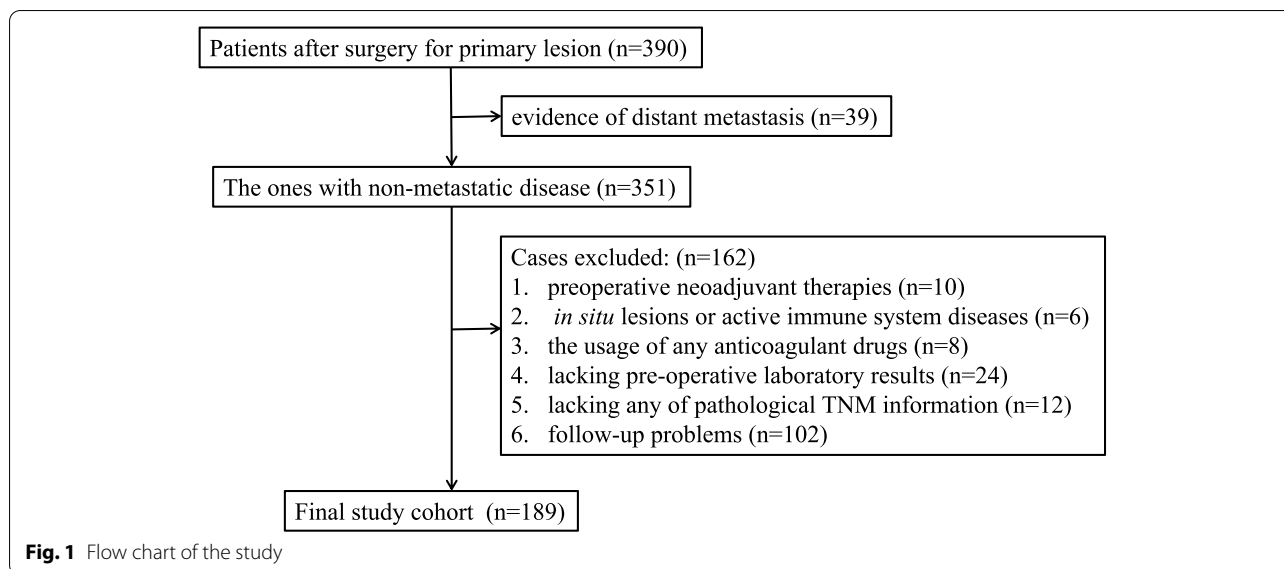 Patients after surgery for primary lesion (n=390)
evidence of distant metastasis (n=39)
The ones with non-metastatic disease (n=351)
Cases excluded: (n=162)
1. preoperative neoadjuvant therapies (n=10)
2. in situ lesions or active immune system diseases (n=6)
3. the usage of any anticoagulant drugs (n=8)
4. lacking pre-operative laboratory results (n=24)
5. lacking any of pathological TNM information (n=12)
6. follow-up problems (n=102)
Final study cohort (n=189)
Fig. 1 Flow chart of the study